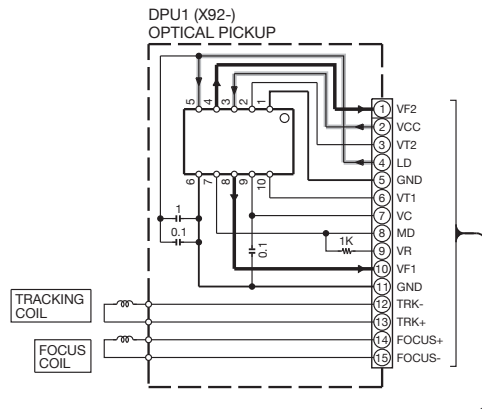 DPU1 (X92-)
OPTICAL PICKUP
5 4 3 2 1
6 7 8 9 10
1
0.1
0.1
1K
1 VF2
2 VCC
3 VT2
4 LD
5 GND
6 VT1
7 VC
8 MD
9 VR
10 VF1
11 GND
12 TRK-
13 TRK+
14 FOCUS+
15 FOCUS-
TRACKING
COIL
FOCUS
COIL